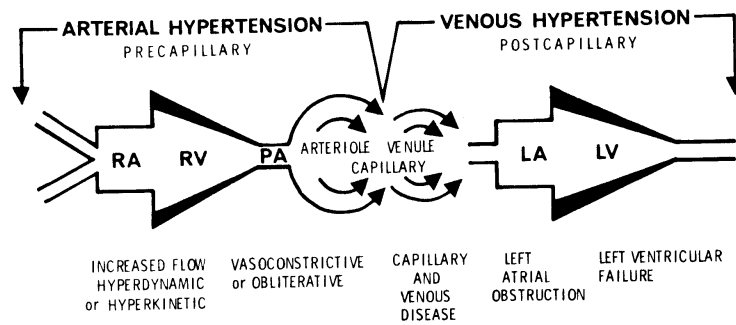 ARTERIAL HYPERTENSION
PRECAPILLARY
VENOUS HYPERTENSION
POSTCAPILLARY
RA
RV
PA
ARTERIOLE VENULE
CAPILLARY
LA
LV
INCREASED FLOW
HYPERDYNAMIC
or HYPERKINETIC
VASOCONSTRICTIVE
or OBLITERATIVE
CAPILLARY
AND
VENOUS
DISEASE
LEFT
ATRIAL
OBSTRUCTION
LEFT VENTRICULAR
FAILURE